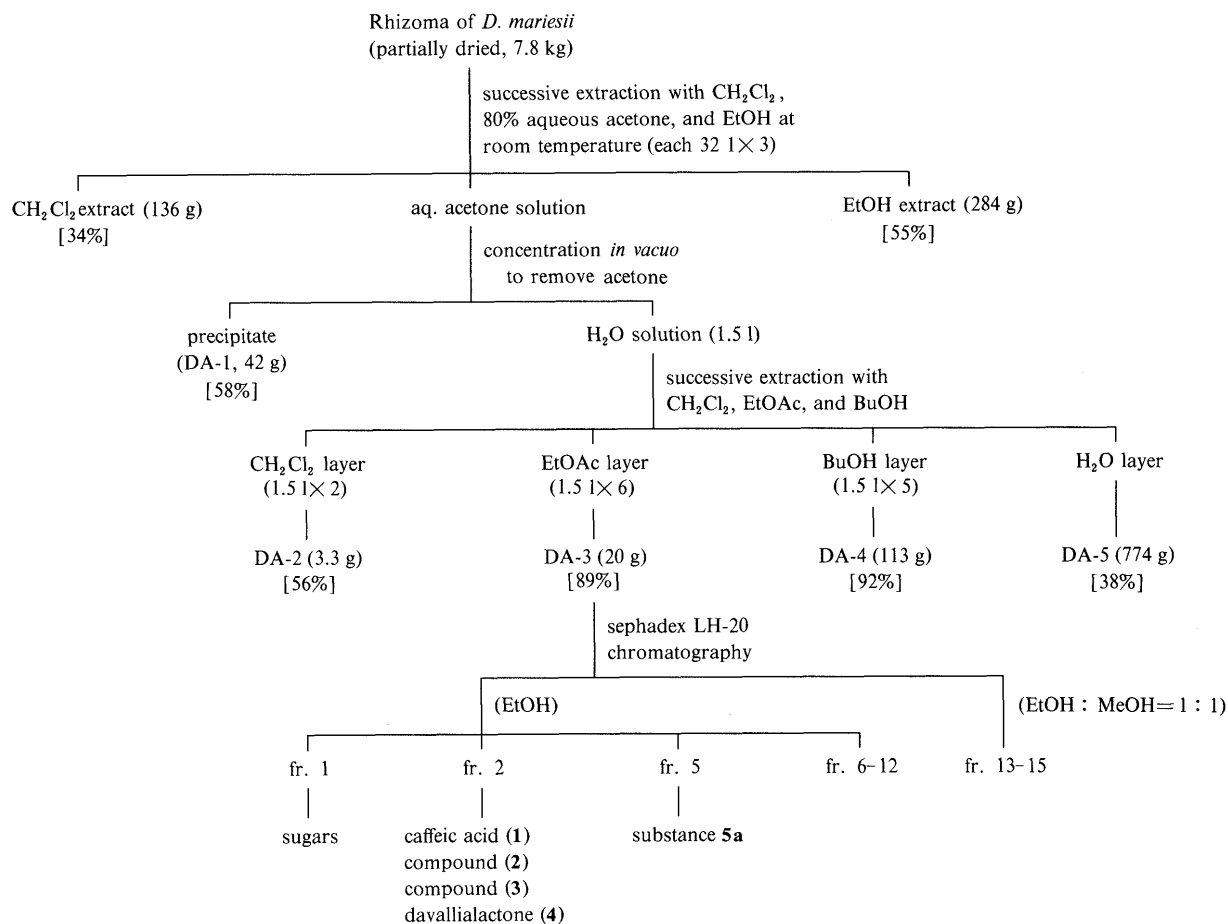 Rhizoma of D. mariesii
(partially dried, 7.8 kg)
successive extraction with CH₂Cl₂,
80% aqueous acetone, and EtOH at
room temperature (each 32 l×3)
CH₂Cl₂ extract (136 g)
[34%]
aq. acetone solution
EtOH extract (284 g)
[55%]
concentration in vacuo
to remove acetone
precipitate
(DA-1, 42 g)
[58%]
H₂O solution (1.5 l)
successive extraction with
CH₂Cl₂, EtOAc, and BuOH
CH₂Cl₂ layer
(1.5 l×2)
EtOAc layer
(1.5 l×6)
BuOH layer
(1.5 l×5)
H₂O layer
DA-2 (3.3 g)
[56%]
DA-3 (20 g)
[89%]
DA-4 (113 g)
[92%]
DA-5 (774 g)
[38%]
sephadex LH-20
chromatography
(EtOH)
(EtOH : MeOH=1 : 1)
fr. 1
fr. 2
fr. 5
fr. 6–12
fr. 13–15
sugars
caffeic acid (1)
compound (2)
compound (3)
davallialactone (4)
substance 5a